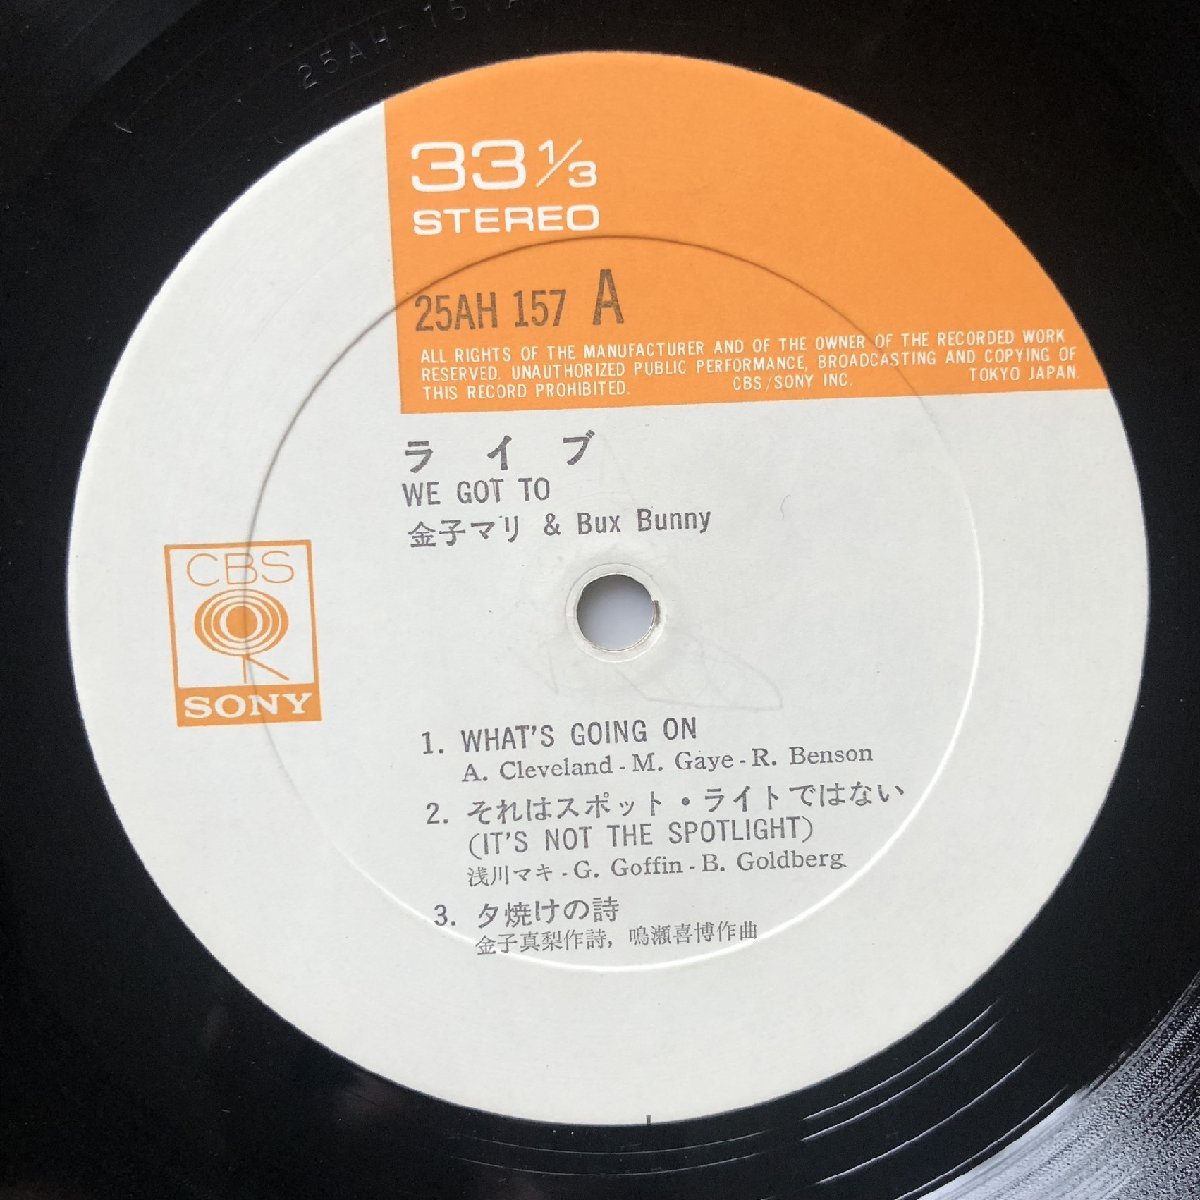 25AH-157A
33 1/3
STEREO
25AH 157 A
ALL RIGHTS OF THE MANUFACTURER AND OF THE OWNER OF THE RECORDED WORK
RESERVED. UNAUTHORIZED PUBLIC PERFORMANCE, BROADCASTING AND COPYING OF
THIS RECORD PROHIBITED. CBS/SONY INC. TOKYO JAPAN.
ライブ
WE GOT TO
金子マリ & Bux Bunny
CBS
SONY
1. WHAT'S GOING ON
A. Cleveland - M. Gaye - R. Benson
2. それはスポット・ライトではない
(IT'S NOT THE SPOTLIGHT)
浅川マキ - G. Goffin - B. Goldberg
3. 夕焼けの詩
金子真梨作詩, 鳴瀬喜博作曲